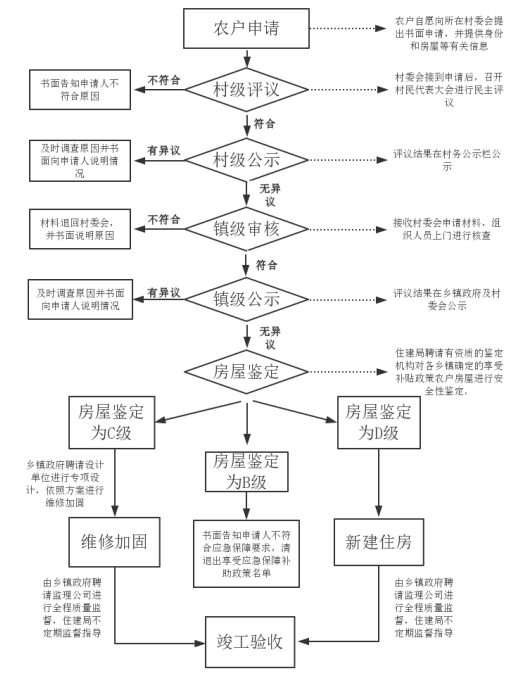 农户申请
农户自愿向所在村委会提
出书面申请，并提供身份
和房屋等有关信息
书面告知申请人不
符合原因
不符合
村级评议
村委会接到申请后，召开
村民代表大会进行民主评
议
符合
及时调查原因并书
面向申请人说明情
况
有异议
村级公示
评议结果在村务公示栏公
示
无异
议
材料退回村委会，
并书面说明原因
不符合
镇级审核
接收村委会申请材料，组
织人员上门进行核查
符合
及时调查原因并书面
向申请人说明情况
有异议
镇级公示
评议结果在乡镇政府及村
委会公示
无异
议
房屋鉴定
住建局聘请有资质的鉴定
机构对各乡镇确定的享受
补贴政策农户房屋进行安
全性鉴定。
房屋鉴定
为C级
房屋鉴定
为B级
房屋鉴定
为D级
乡镇政府聘请设计
单位进行专项设
计，依照方案进行
维修加固
维修加固
书面告知申请人不符
合应急保障要求，清
退出享受应急保障补
助政策名单
新建住房
由乡镇政府聘
请监理公司进
行全程质量监
督，住建局不
定期监督指导
竣工验收
由乡镇政府聘
请监理公司进
行全程质量监
督，住建局不
定期监督指导